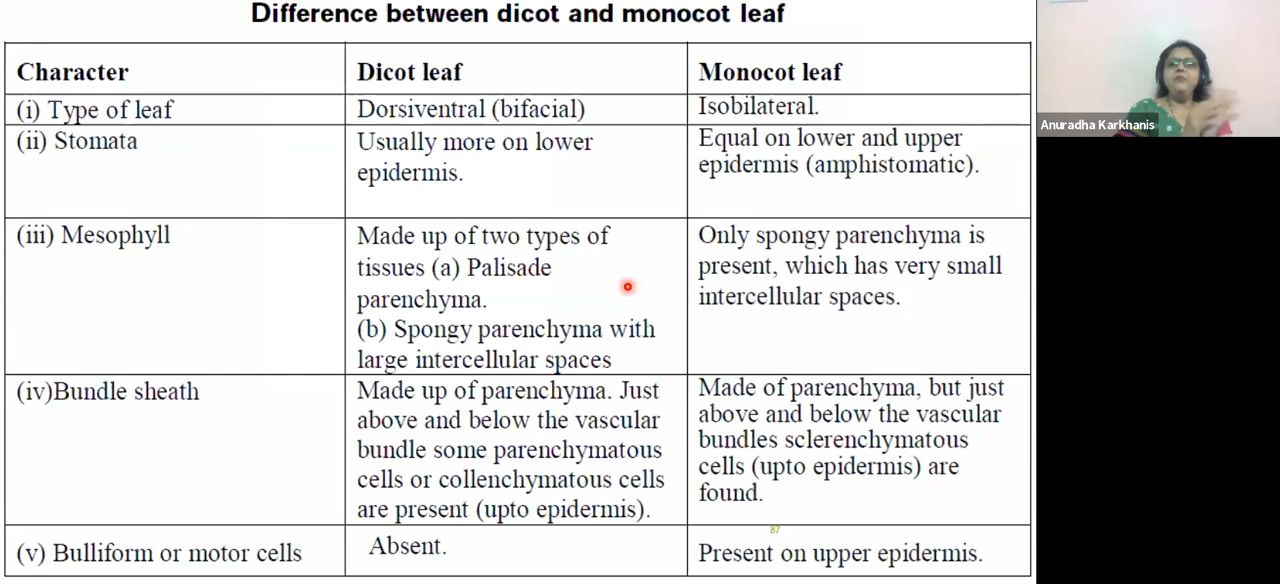 Difference between dicot and monocot leaf
Character
Dicot leaf
Monocot leaf
(i) Type of leaf
Dorsiventral (bifacial)
Isobilateral.
(ii) Stomata
Usually more on lower
epidermis.
Equal on lower and upper
epidermis (amphistomatic).
(iii) Mesophyll
Made up of two types of
tissues (a) Palisade
parenchyma.
(b) Spongy parenchyma with
large intercellular spaces
Only spongy parenchyma is
present, which has very small
intercellular spaces.
(iv)Bundle sheath
Made up of parenchyma. Just
above and below the vascular
bundle some parenchymatous
cells or collenchymatous cells
are present (upto epidermis).
Made of parenchyma, but just
above and below the vascular
bundles sclerenchymatous
cells (upto epidermis) are
found.
(v) Bulliform or motor cells
Absent.
87
Present on upper epidermis.
Anuradha Karkhanis